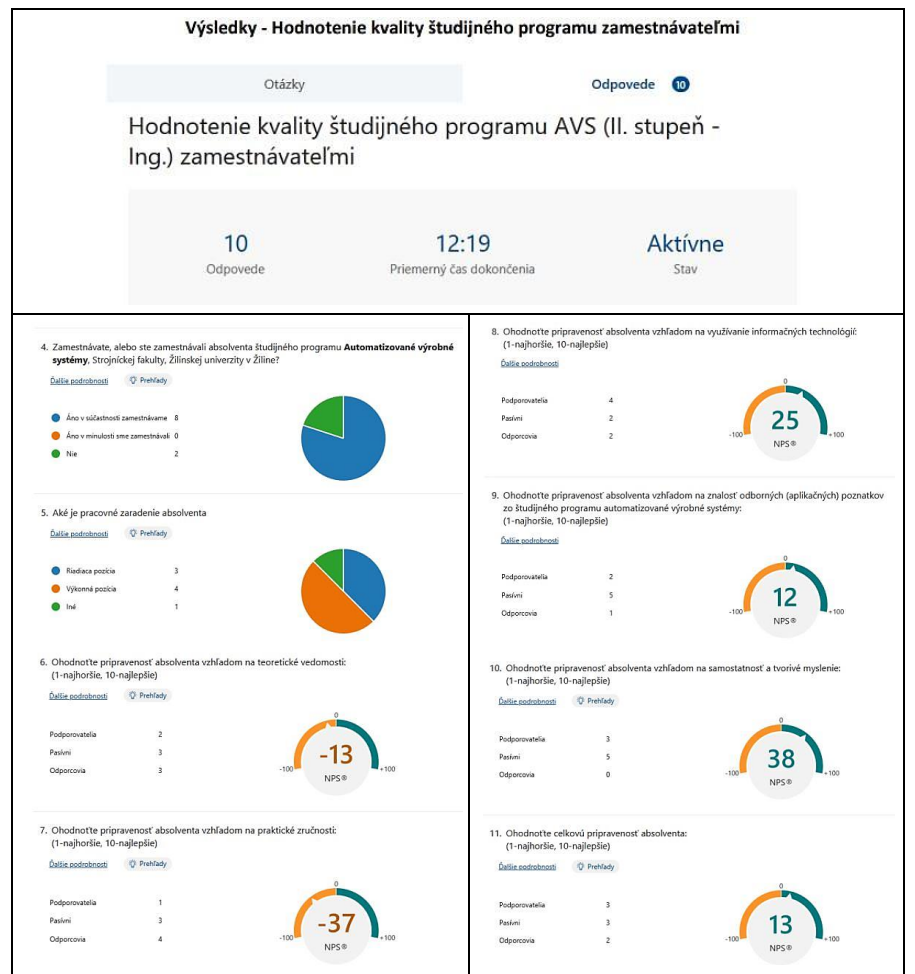 Výsledky - Hodnotenie kvality študijného programu zamestnávateľmi
Otázky
Odpovede 10
Hodnotenie kvality študijného programu AVS (II. stupeň -
Ing.) zamestnávateľmi
10
Odpovede
12:19
Priemerný čas dokončenia
Aktívne
Stav
4. Zamestnávate, alebo ste zamestnávali absolventa študijného programu Automatizované výrobné
systémy, Strojníckej fakulty, Žilinskej univerzity v Žiline?
Ďalšie podrobnosti
Prehľady
Áno v súčastnosti zamestnávame 8
Áno v minulosti sme zamestnávali 0
Nie 2
5. Aké je pracovné zaradenie absolventa
Ďalšie podrobnosti
Prehľady
Riadiaca pozícia 3
Výkonná pozícia 4
Iné 1
6. Ohodnoťte pripravenosť absolventa vzhľadom na teoretické vedomosti:
(1-najhoršie, 10-najlepšie)
Ďalšie podrobnosti
Prehľady
Podporovatelia 2
Pasívni 3
Odporcovia 3
0
-100
-13
+100
NPS®
7. Ohodnoťte pripravenosť absolventa vzhľadom na praktické zručnosti:
(1-najhoršie, 10-najlepšie)
Ďalšie podrobnosti
Prehľady
Podporovatelia 1
Pasívni 3
Odporcovia 4
0
-100
-37
+100
NPS®
8. Ohodnoťte pripravenosť absolventa vzhľadom na využívanie informačných technológií:
(1-najhoršie, 10-najlepšie)
Ďalšie podrobnosti
Podporovatelia 4
Pasívni 2
Odporcovia 2
0
-100
25
+100
NPS®
9. Ohodnoťte pripravenosť absolventa vzhľadom na znalosť odborných (aplikačných) poznatkov
zo študijného programu automatizované výrobné systémy:
(1-najhoršie, 10-najlepšie)
Ďalšie podrobnosti
Podporovatelia 2
Pasívni 5
Odporcovia 1
0
-100
12
+100
NPS®
10. Ohodnoťte pripravenosť absolventa vzhľadom na samostatnosť a tvorivé myslenie:
(1-najhoršie, 10-najlepšie)
Ďalšie podrobnosti
Prehľady
Podporovatelia 3
Pasívni 5
Odporcovia 0
0
-100
38
+100
NPS®
11. Ohodnoťte celkovú pripravenosť absolventa:
(1-najhoršie, 10-najlepšie)
Ďalšie podrobnosti
Prehľady
Podporovatelia 3
Pasívni 3
Odporcovia 2
0
-100
13
+100
NPS®